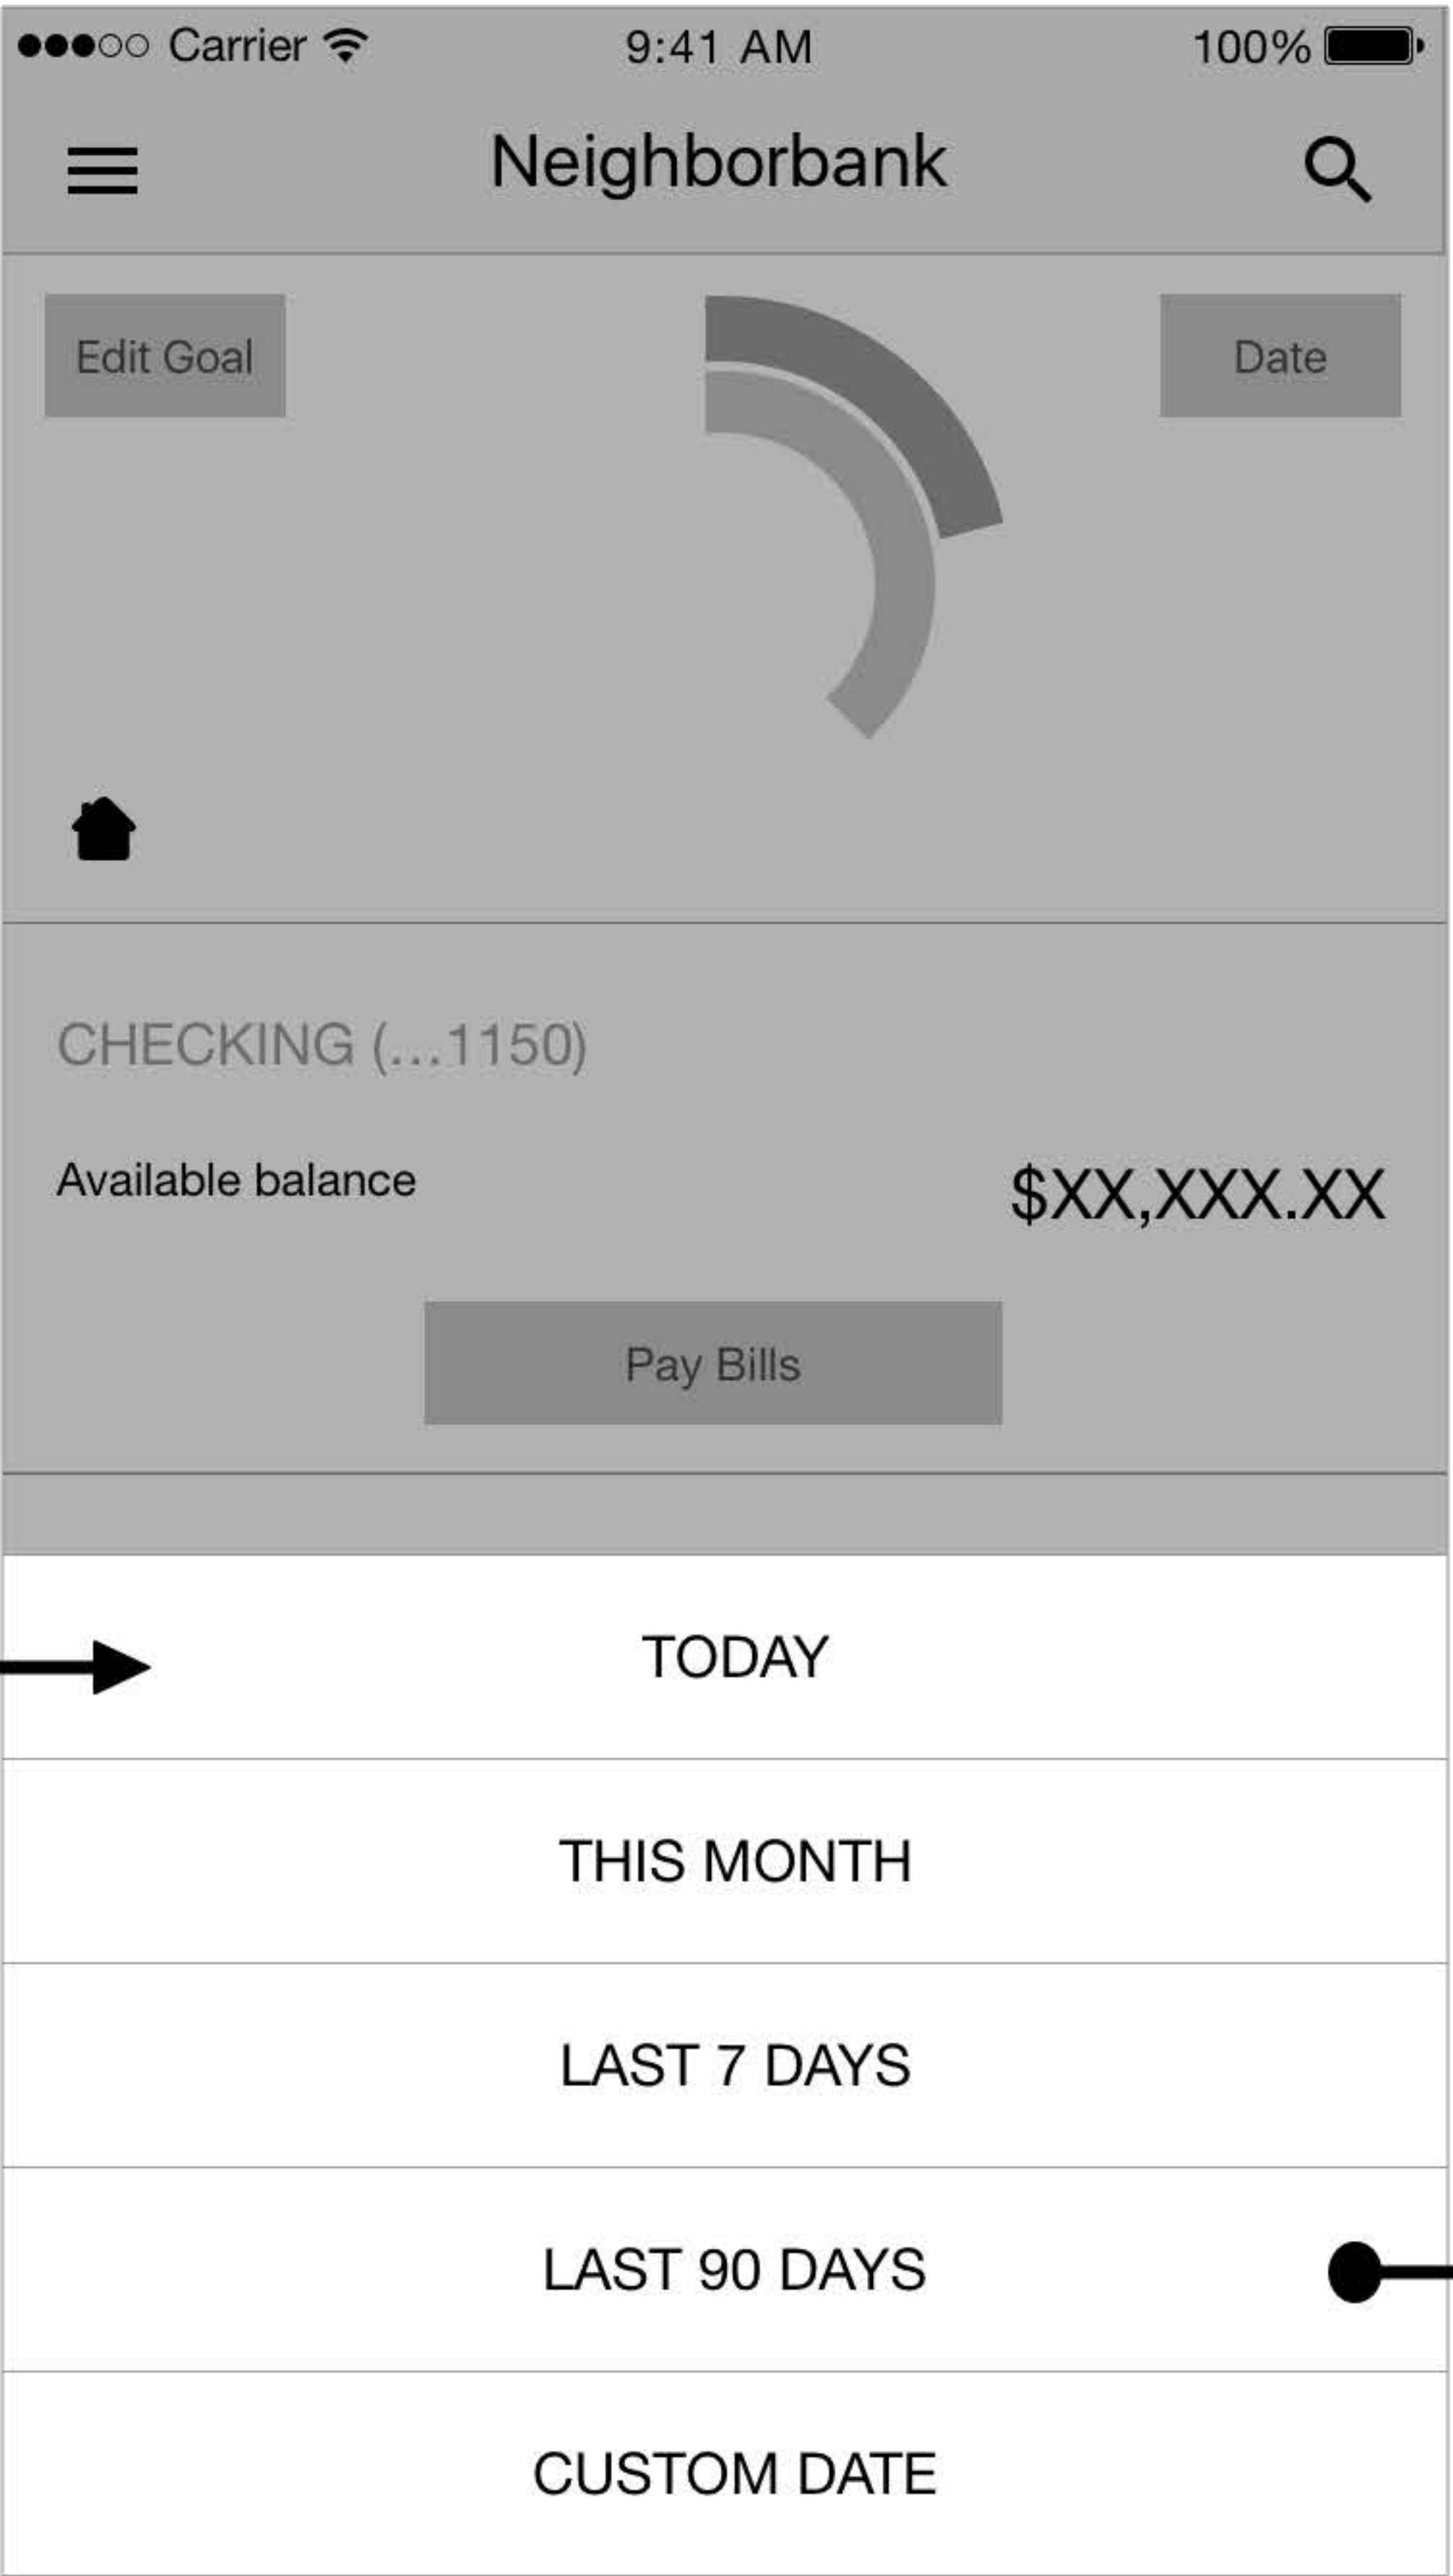 Carrier 9:41 AM 100%
Neighborbank
Edit Goal Date
CHECKING (...1150)
Available balance $XX,XXX.XX
Pay Bills
TODAY
THIS MONTH
LAST 7 DAYS
LAST 90 DAYS
CUSTOM DATE